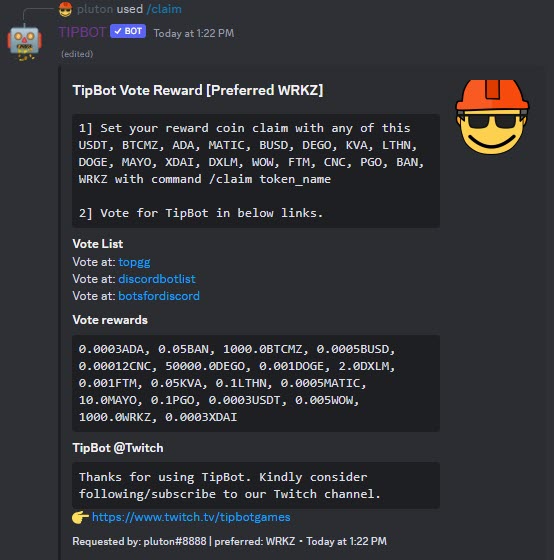 pluton used /claim
TIPBOT ✓ BOT Today at 1:22 PM
(edited)
TipBot Vote Reward [Preferred WRKZ]
1] Set your reward coin claim with any of this
USDT, BTCMZ, ADA, MATIC, BUSD, DEGO, KVA, LTHN,
DOGE, MAYO, XDAI, DXLM, WOW, FTM, CNC, PGO, BAN,
WRKZ with command /claim token_name
2] Vote for TipBot in below links.
Vote List
Vote at: topgg
Vote at: discordbotlist
Vote at: botsfordiscord
Vote rewards
0.0003ADA, 0.05BAN, 1000.0BTCMZ, 0.0005BUSD,
0.00012CNC, 50000.0DEGO, 0.001DOGE, 2.0DXLM,
0.001FTM, 0.05KVA, 0.1LTHN, 0.0005MATIC,
10.0MAYO, 0.1PGO, 0.0003USDT, 0.005WOW,
1000.0WRKZ, 0.0003XDAI
TipBot @Twitch
Thanks for using TipBot. Kindly consider
following/subscribe to our Twitch channel.
👉 https://www.twitch.tv/tipbotgames
Requested by: pluton#8888 | preferred: WRKZ • Today at 1:22 PM